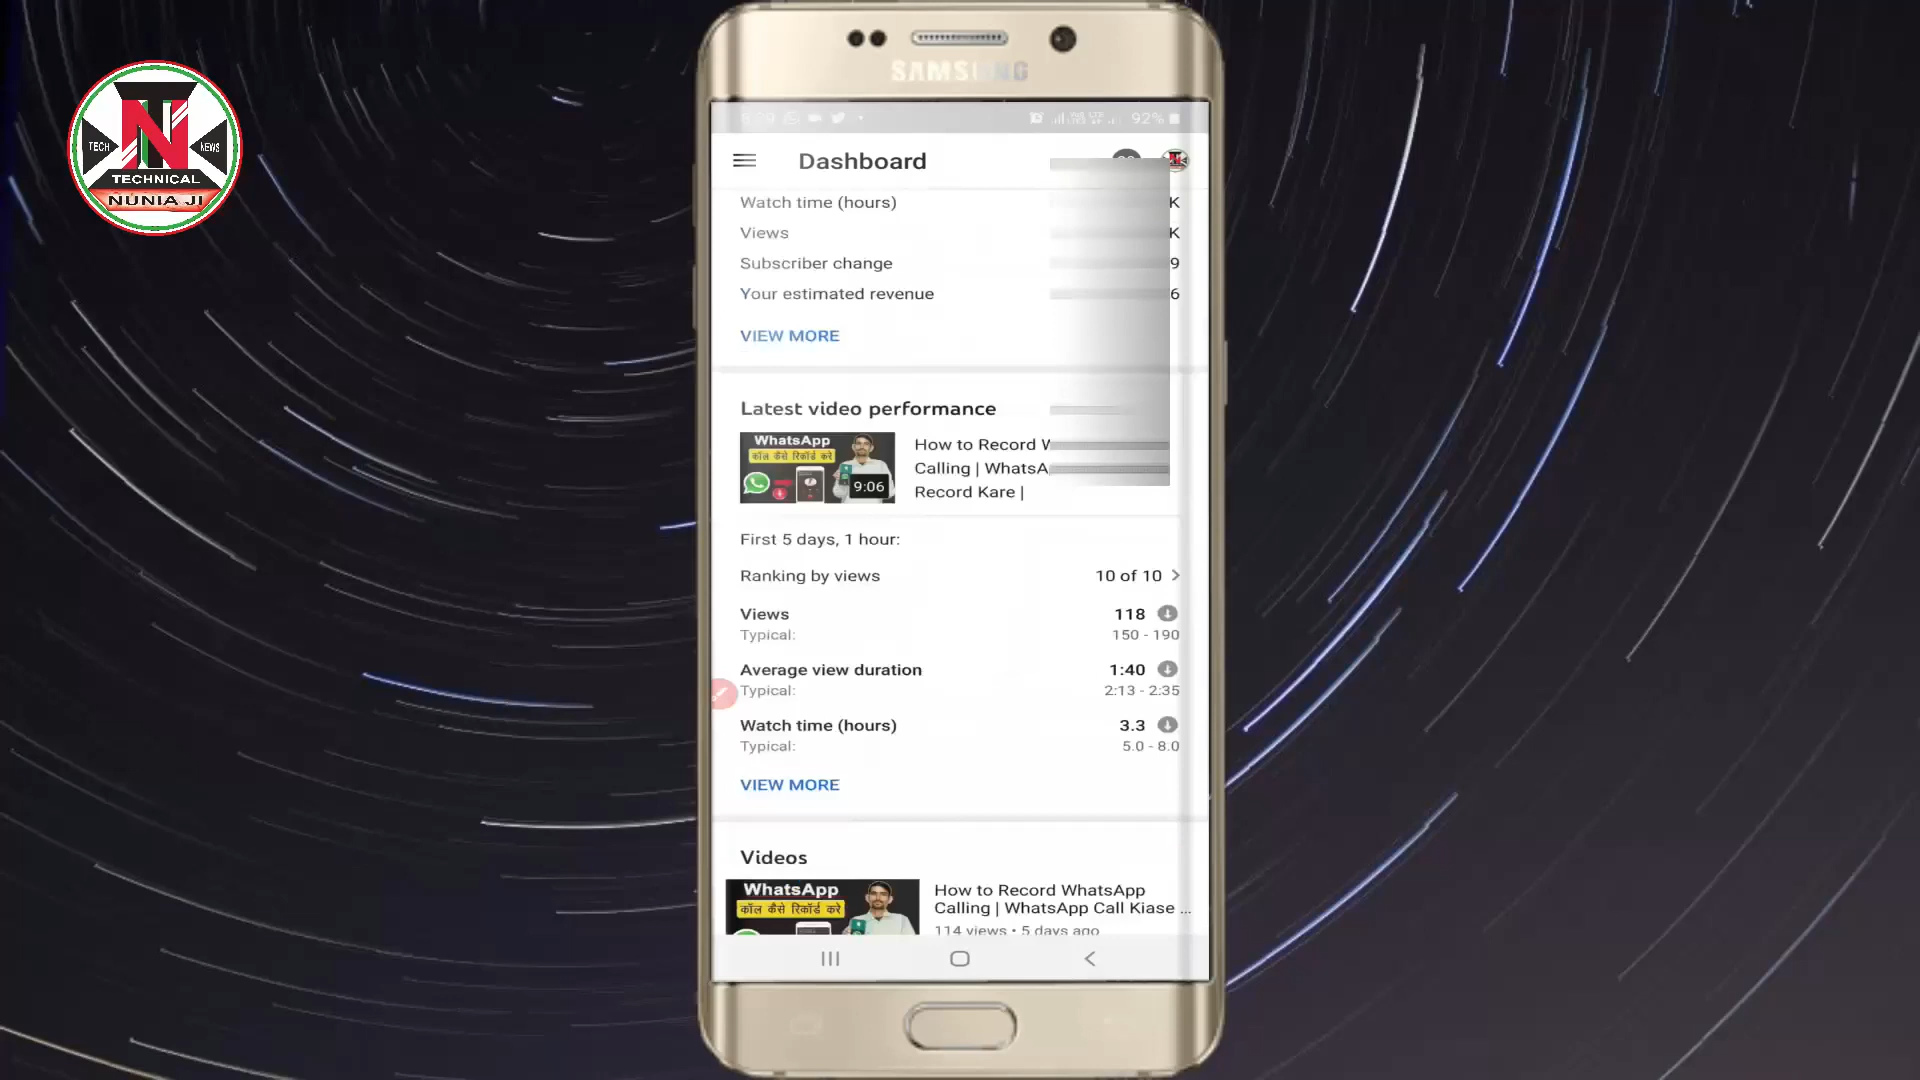 SAMSUNG
TECH
NEWS
TECHNICAL
NUNIA JI
92%
Dashboard
Watch time (hours) K
Views K
Subscriber change 9
Your estimated revenue 6
VIEW MORE
Latest video performance
WhatsApp
कॉल कैसे रिकॉर्ड करे
9:06
How to Record
Calling | WhatsA
Record Kare |
First 5 days, 1 hour:
Ranking by views 10 of 10
Views 118
Typical: 150 - 190
Average view duration 1:40
Typical: 2:13 - 2:35
Watch time (hours) 3.3
Typical: 5.0 - 8.0
VIEW MORE
Videos
WhatsApp
कॉल कैसे रिकॉर्ड करे
How to Record WhatsApp
Calling | WhatsApp Call Kiase ...
114 views • 5 days ago